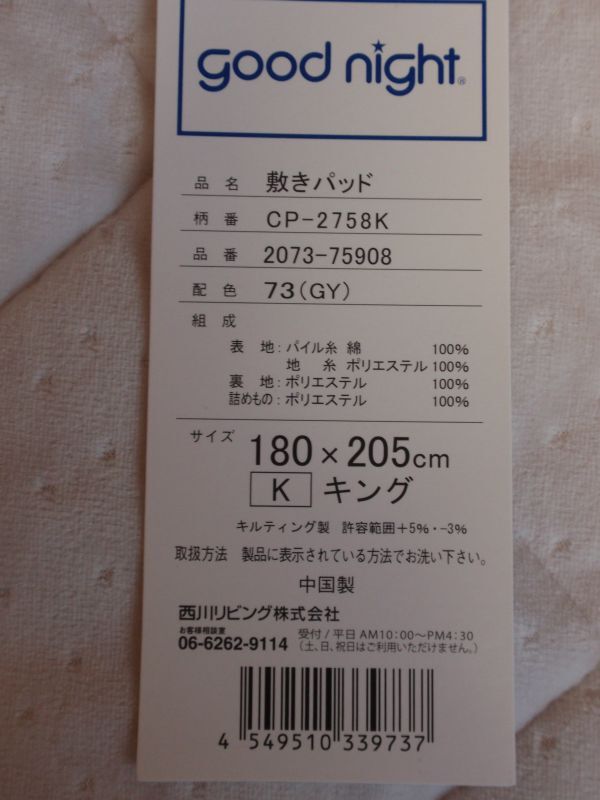 good night®
品 名 敷きパッド
柄 番 CP-2758K
品 番 2073-75908
配 色 73(GY)
組 成
表 地:パイル糸 綿 100%
地 糸 ポリエステル 100%
裏 地:ポリエステル 100%
詰めもの:ポリエステル 100%
サイズ 180×205cm
K キング
キルティング製 許容範囲+5%・-3%
取扱方法 製品に表示されている方法でお洗い下さい。
中国製
西川リビング株式会社
お客様相談室
06-6262-9114
受付/平日 AM10:00～PM4:30
(土、日、祝日はご利用いただけません。)
4 549510 339737